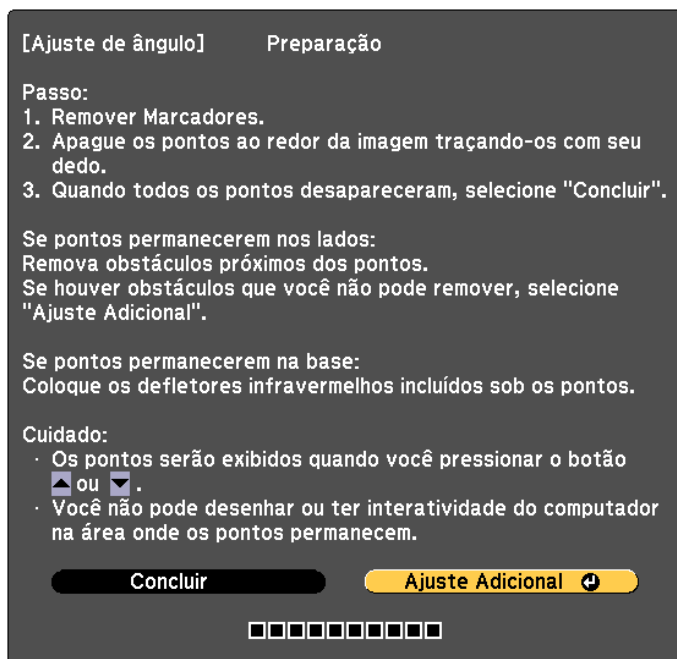 [Ajuste de ângulo] Preparação
Passo:
1. Remover Marcadores.
2. Apague os pontos ao redor da imagem traçando-os com seu
dedo.
3. Quando todos os pontos desapareceram, selecione "Concluir".
Se pontos permanecerem nos lados:
Remova obstáculos próximos dos pontos.
Se houver obstáculos que você não pode remover, selecione
"Ajuste Adicional".
Se pontos permanecerem na base:
Coloque os defletores infravermelhos incluídos sob os pontos.
Cuidado:
· Os pontos serão exibidos quando você pressionar o botão
▲ ou ▼ .
· Você não pode desenhar ou ter interatividade do computador
na área onde os pontos permanecem.
Concluir Ajuste Adicional